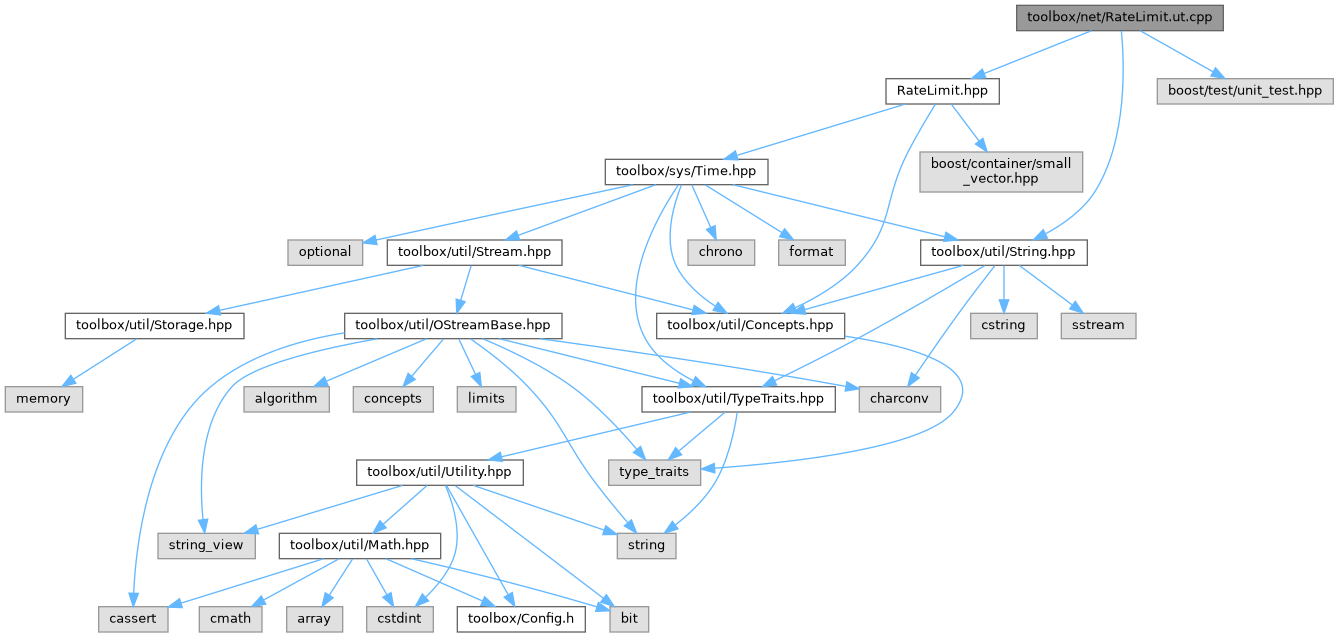 toolbox/net/RateLimit.ut.cpp
RateLimit.hpp
boost/test/unit_test.hpp
toolbox/sys/Time.hpp
boost/container/small
_vector.hpp
optional
toolbox/util/Stream.hpp
chrono
format
toolbox/util/String.hpp
toolbox/util/Storage.hpp
toolbox/util/OStreamBase.hpp
toolbox/util/Concepts.hpp
cstring
sstream
memory
algorithm
concepts
limits
toolbox/util/TypeTraits.hpp
charconv
toolbox/util/Utility.hpp
type_traits
string_view
toolbox/util/Math.hpp
string
cassert
cmath
array
cstdint
toolbox/Config.h
bit